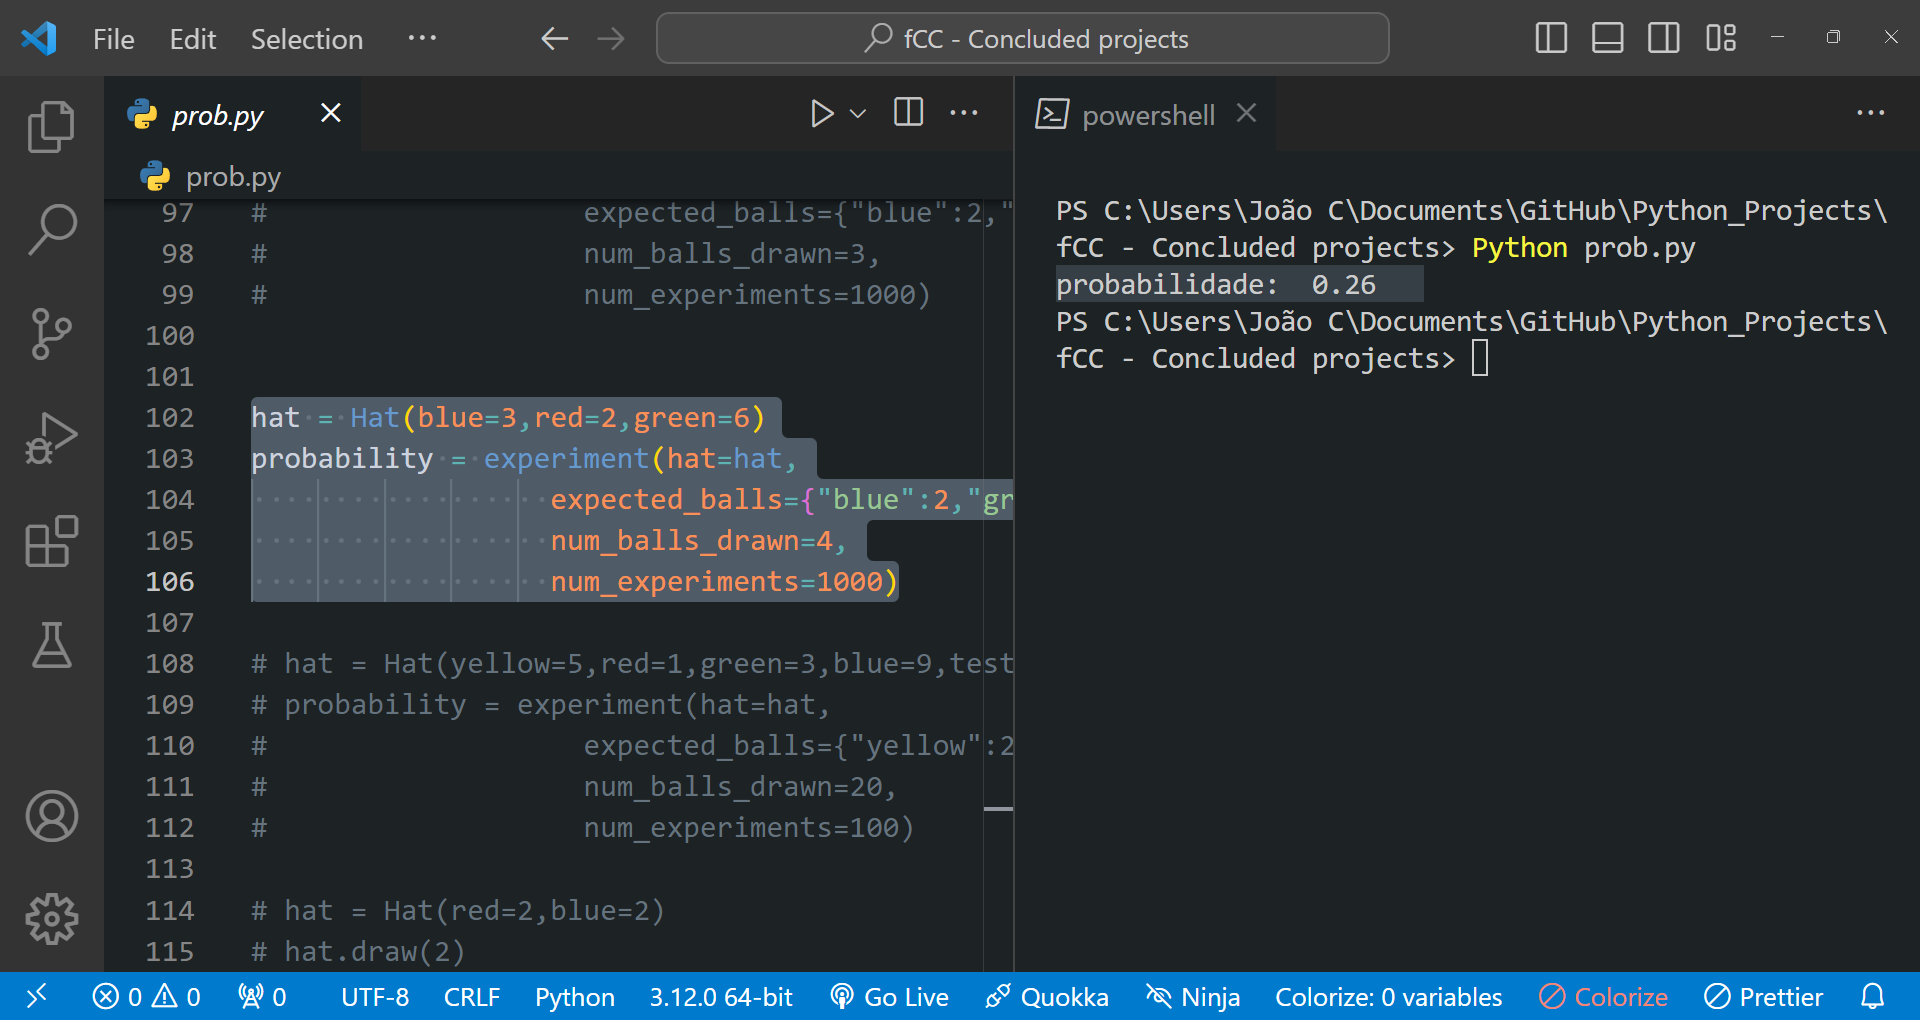 File Edit Selection ··· fCC - Concluded projects
prob.py
powershell
prob.py
97 # expected_balls={"blue":2,"
98 # num_balls_drawn=3,
99 # num_experiments=1000)
100
101
102 hat = Hat(blue=3,red=2,green=6)
103 probability = experiment(hat=hat,
104 expected_balls={"blue":2,"gr
105 num_balls_drawn=4,
106 num_experiments=1000)
107
108 # hat = Hat(yellow=5,red=1,green=3,blue=9,test
109 # probability = experiment(hat=hat,
110 # expected_balls={"yellow":2
111 # num_balls_drawn=20,
112 # num_experiments=100)
113
114 # hat = Hat(red=2,blue=2)
115 # hat.draw(2)
PS C:\Users\João C\Documents\GitHub\Python_Projects\
fCC - Concluded projects> Python prob.py
probabilidade:  0.26
PS C:\Users\João C\Documents\GitHub\Python_Projects\
fCC - Concluded projects>
0 0 0 UTF-8 CRLF Python 3.12.0 64-bit Go Live Quokka Ninja Colorize: 0 variables Colorize Prettier